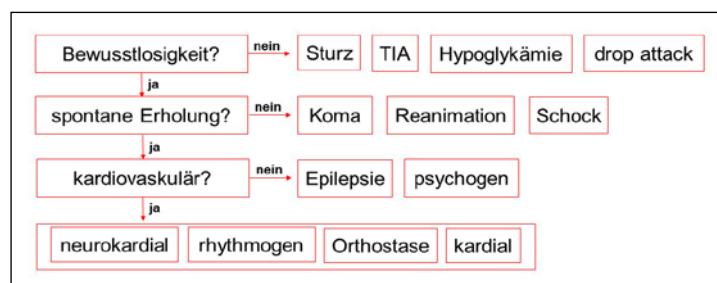 Bewusstlosigkeit? nein Sturz TIA Hypoglykämie drop attack
ja
spontane Erholung? nein Koma Reanimation Schock
ja
kardiovaskulär? nein Epilepsie psychogen
ja
neurokardial rhythmogen Orthostase kardial